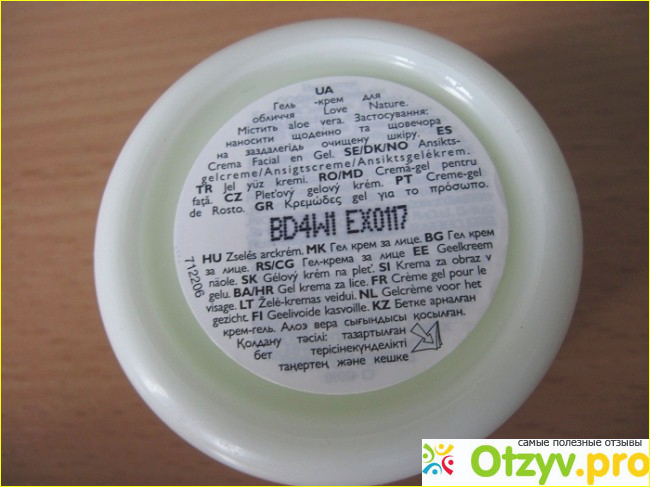 UA
Гель -крем для
обличчя Love Nature.
Містить aloe vera. Застосування:
наносити щоденно та щовечора
на заздалегідь очищену шкіру. ES
Crema Facial en Gel. SE/DK/NO Ansikts-
gelcreme/Ansigtscreme/Ansiktsgelékrem.
TR Jel yüz kremi. RO/MD Cremă-gel pentru
faţă. CZ Pleťový gelový krém. PT Creme-gel
de Rosto. GR Κρεμώδες gel για το πρόσωπο.
BD4W1 EX0117
HU Zselés arckrém. MK Гел крем за лице. BG Гел крем
за лице. RS/CG Гел-крема за лице. EE Geelkreem
näole. SK Gélový krém na pleť. SI Krema za obraz v
gelu. BA/HR Gel krema za lice. FR Crème gel pour le
visage. LT Želė-kremas veidui. NL Gelcrème voor het
gezicht. FI Geelivoide kasvoille. KZ Бетке арналған
крем-гель. Алоэ вера сығындысы қосылған.
Қолдану тәсілі: тазартылған
бет терісінекүнделікті
таңертең және кешке
712206
самые полезные отзывы
Otzyv.pro